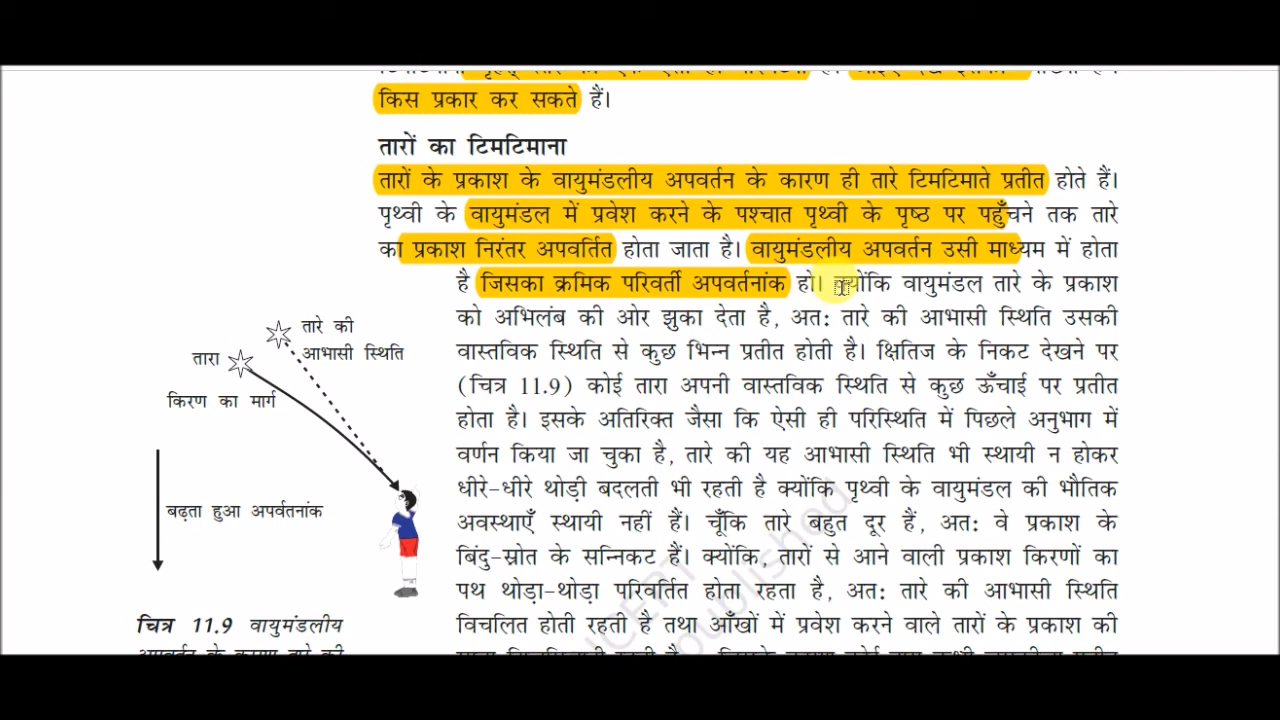 किस प्रकार कर सकते हैं।
तारों का टिमटिमाना
तारों के प्रकाश के वायुमंडलीय अपवर्तन के कारण ही तारे टिमटिमाते प्रतीत होते हैं।
पृथ्वी के वायुमंडल में प्रवेश करने के पश्चात पृथ्वी के पृष्ठ पर पहुँचने तक तारे
का प्रकाश निरंतर अपवर्तित होता जाता है। वायुमंडलीय अपवर्तन उसी माध्यम में होता
है जिसका क्रमिक परिवर्ती अपवर्तनांक हो। क्योंकि वायुमंडल तारे के प्रकाश
को अभिलंब की ओर झुका देता है, अतः तारे की आभासी स्थिति उसकी
वास्तविक स्थिति से कुछ भिन्न प्रतीत होती है। क्षितिज के निकट देखने पर
(चित्र 11.9) कोई तारा अपनी वास्तविक स्थिति से कुछ ऊँचाई पर प्रतीत
होता है। इसके अतिरिक्त जैसा कि ऐसी ही परिस्थिति में पिछले अनुभाग में
वर्णन किया जा चुका है, तारे की यह आभासी स्थिति भी स्थायी न होकर
धीरे-धीरे थोड़ी बदलती भी रहती है क्योंकि पृथ्वी के वायुमंडल की भौतिक
अवस्थाएँ स्थायी नहीं हैं। चूँकि तारे बहुत दूर हैं, अतः वे प्रकाश के
बिंदु-स्रोत के सन्निकट हैं। क्योंकि, तारों से आने वाली प्रकाश किरणों का
पथ थोड़ा-थोड़ा परिवर्तित होता रहता है, अतः तारे की आभासी स्थिति
विचलित होती रहती है तथा आँखों में प्रवेश करने वाले तारों के प्रकाश की
तारे की
आभासी स्थिति
तारा
किरण का मार्ग
बढ़ता हुआ अपवर्तनांक
चित्र 11.9 वायुमंडलीय